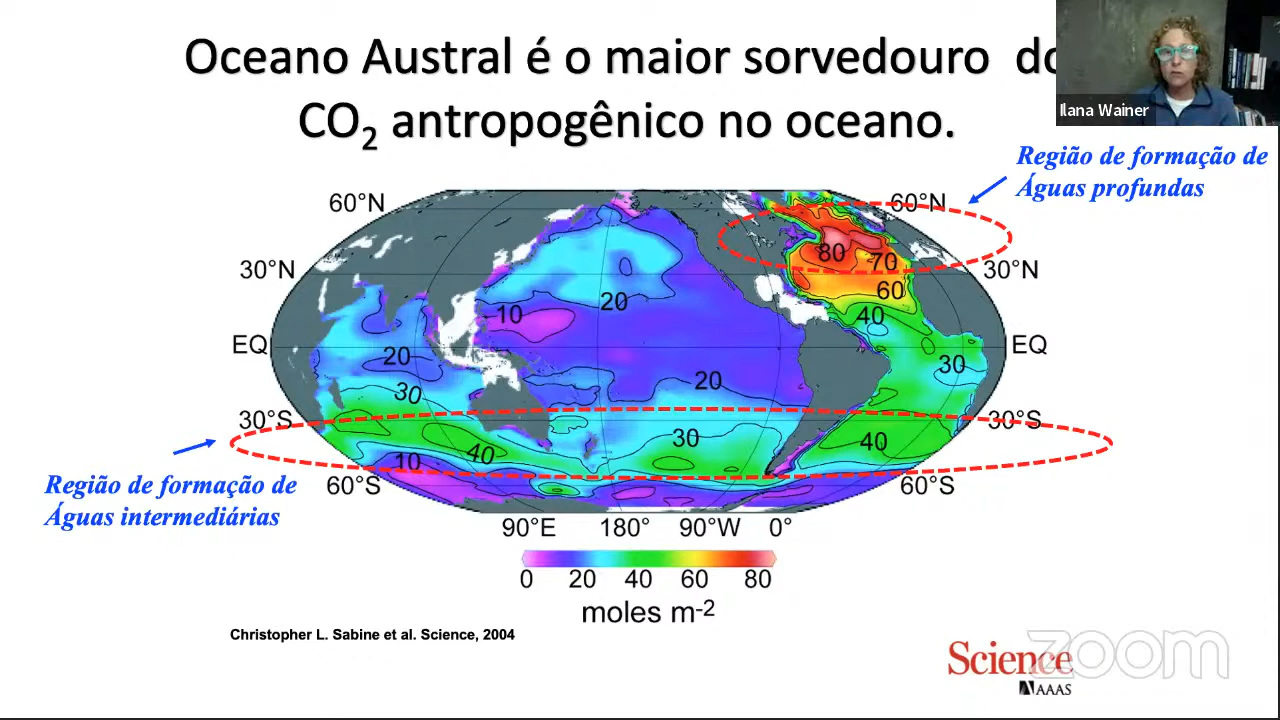 Oceano Austral é o maior sorvedouro do
CO₂ antropogênico no oceano.
Ilana Wainer
Região de formação de
Águas profundas
60°N
60°N
30°N
30°N
EQ
EQ
30°S
30°S
60°S
60°S
80
70
60
40
30
20
10
20
20
30
30
40
40
10
Região de formação de
Águas intermediárias
90°E 180° 90°W 0°
0 20 40 60 80
moles m-2
Christopher L. Sabine et al. Science, 2004
Science
AAAS
zoom